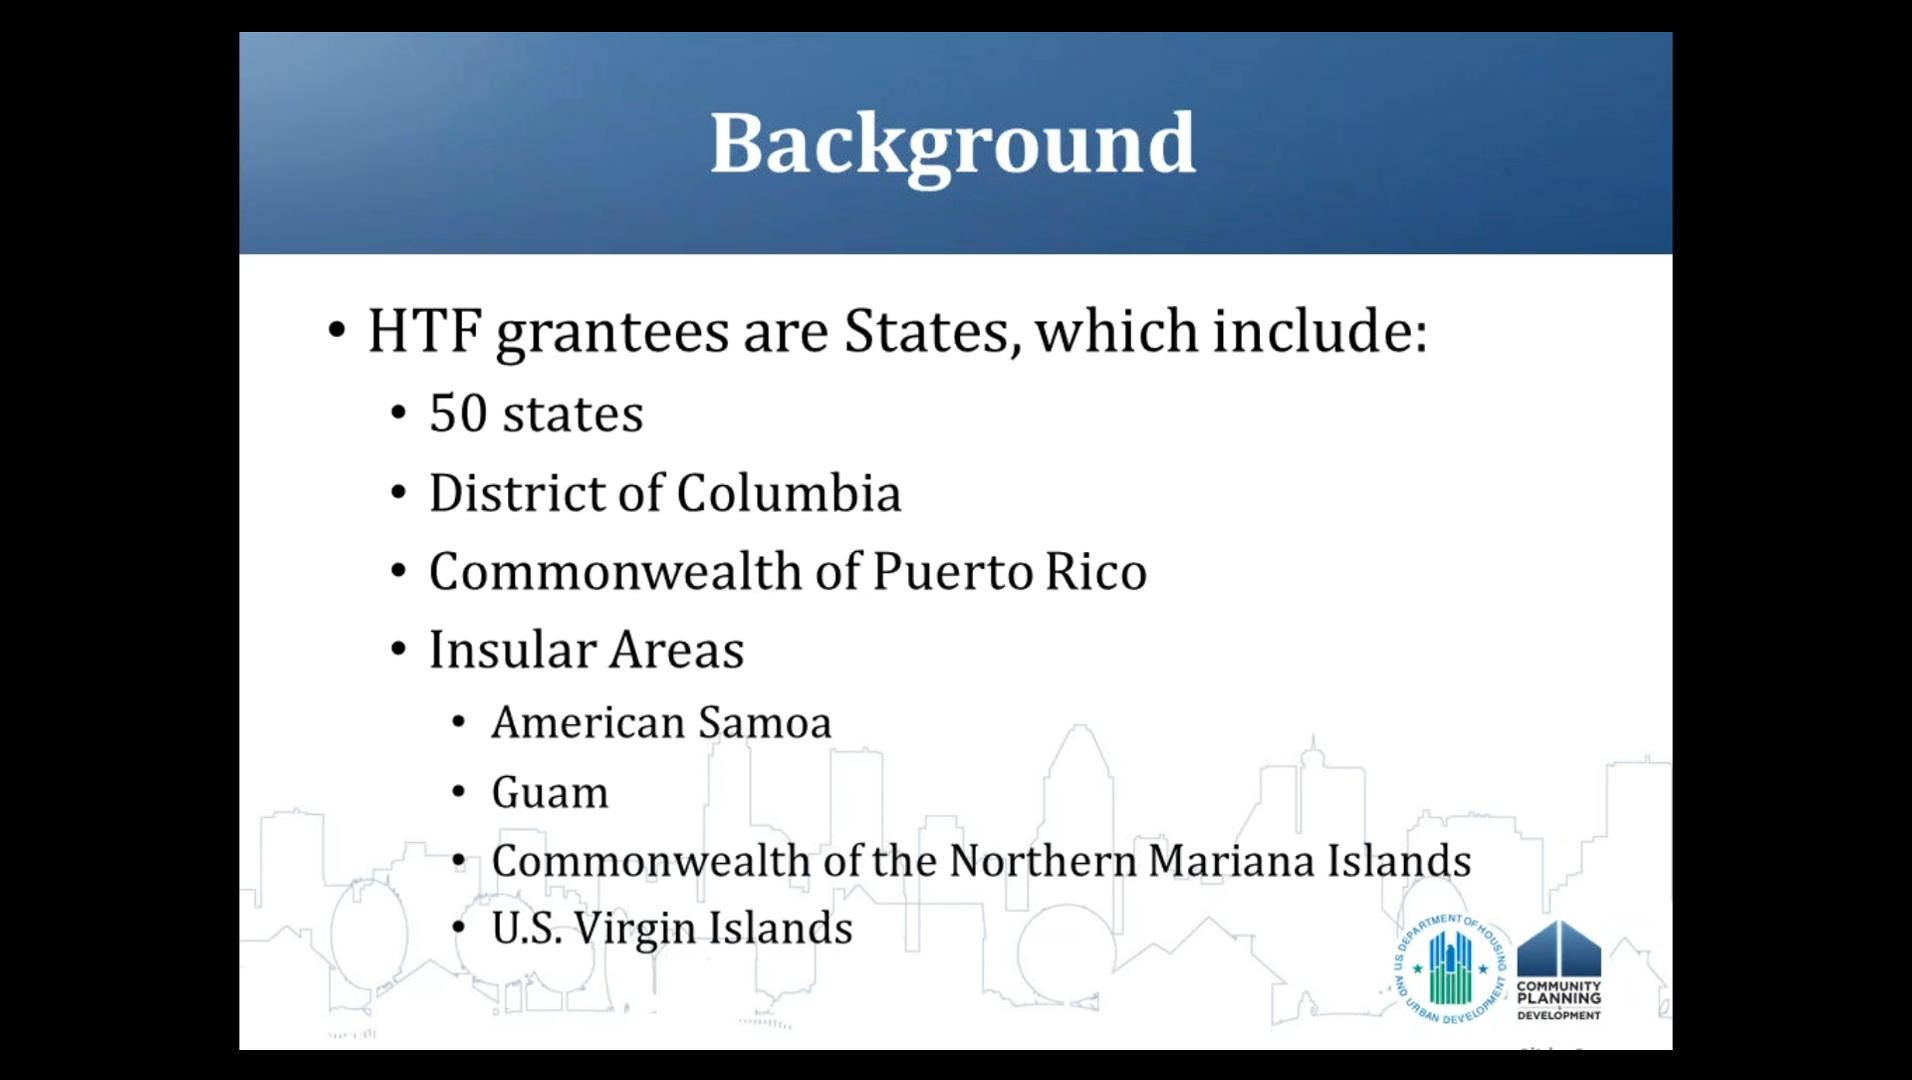 Background
• HTF grantees are States, which include:
• 50 states
• District of Columbia
• Commonwealth of Puerto Rico
• Insular Areas
• American Samoa
• Guam
• Commonwealth of the Northern Mariana Islands
• U.S. Virgin Islands
U.S. DEPARTMENT OF HOUSING AND URBAN DEVELOPMENT
COMMUNITY
PLANNING
DEVELOPMENT